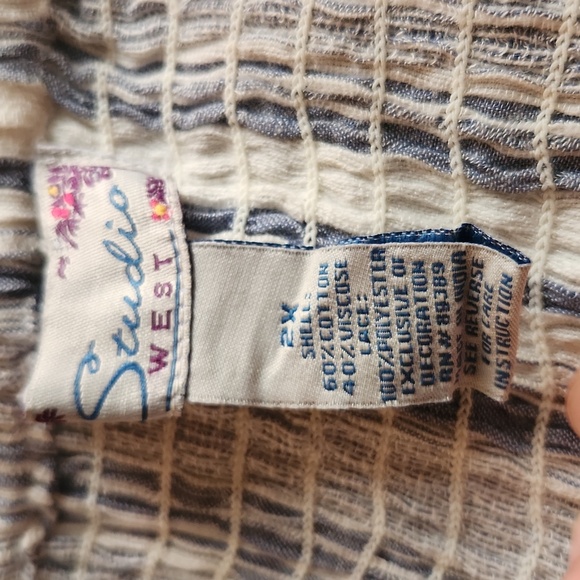 Studio
WEST
2X
SHELL:
60%COTTON
40%VISCOSE
LACE:
100%POLYESTER
EXCLUSIVE OF
DECORATION
RN# 89389
MADE IN INDIA
SEE REVERSE
FOR CARE
INSTRUCTION